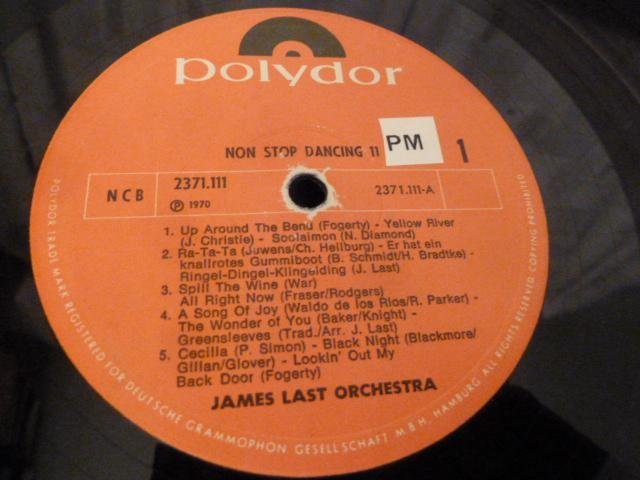 polydor
NON STOP DANCING 11 PM 1
NCB 2371.111 2371.111-A
℗ 1970
1. Up Around The Bend (Fogerty) - Yellow River
(J. Christie) - Soolaimon (N. Diamond)
2. Ra-Ta-Ta (Juwens/Ch. Heilburg) - Er hat ein
knallrotes Gummiboot (B. Schmidt/H. Bradtke) -
Ringel-Dingel-Klingeling (J. Last)
3. Spill The Wine (War)
All Right Now (Fraser/Rodgers)
4. A Song Of Joy (Waldo de los Rios/R. Parker) -
The Wonder of You (Baker/Knight) -
Greensleeves (Trad./Arr. J. Last)
5. Cecilia (P. Simon) - Black Night (Blackmore/
Gillan/Glover) - Lookin' Out My
Back Door (Fogerty)
JAMES LAST ORCHESTRA
POLYDOR TRADE MARK REGISTERED FOR DEUTSCHE GRAMMOPHON GESELLSCHAFT M B H, HAMBURG ALL RIGHTS RESERVED · COPYING PROHIBITED